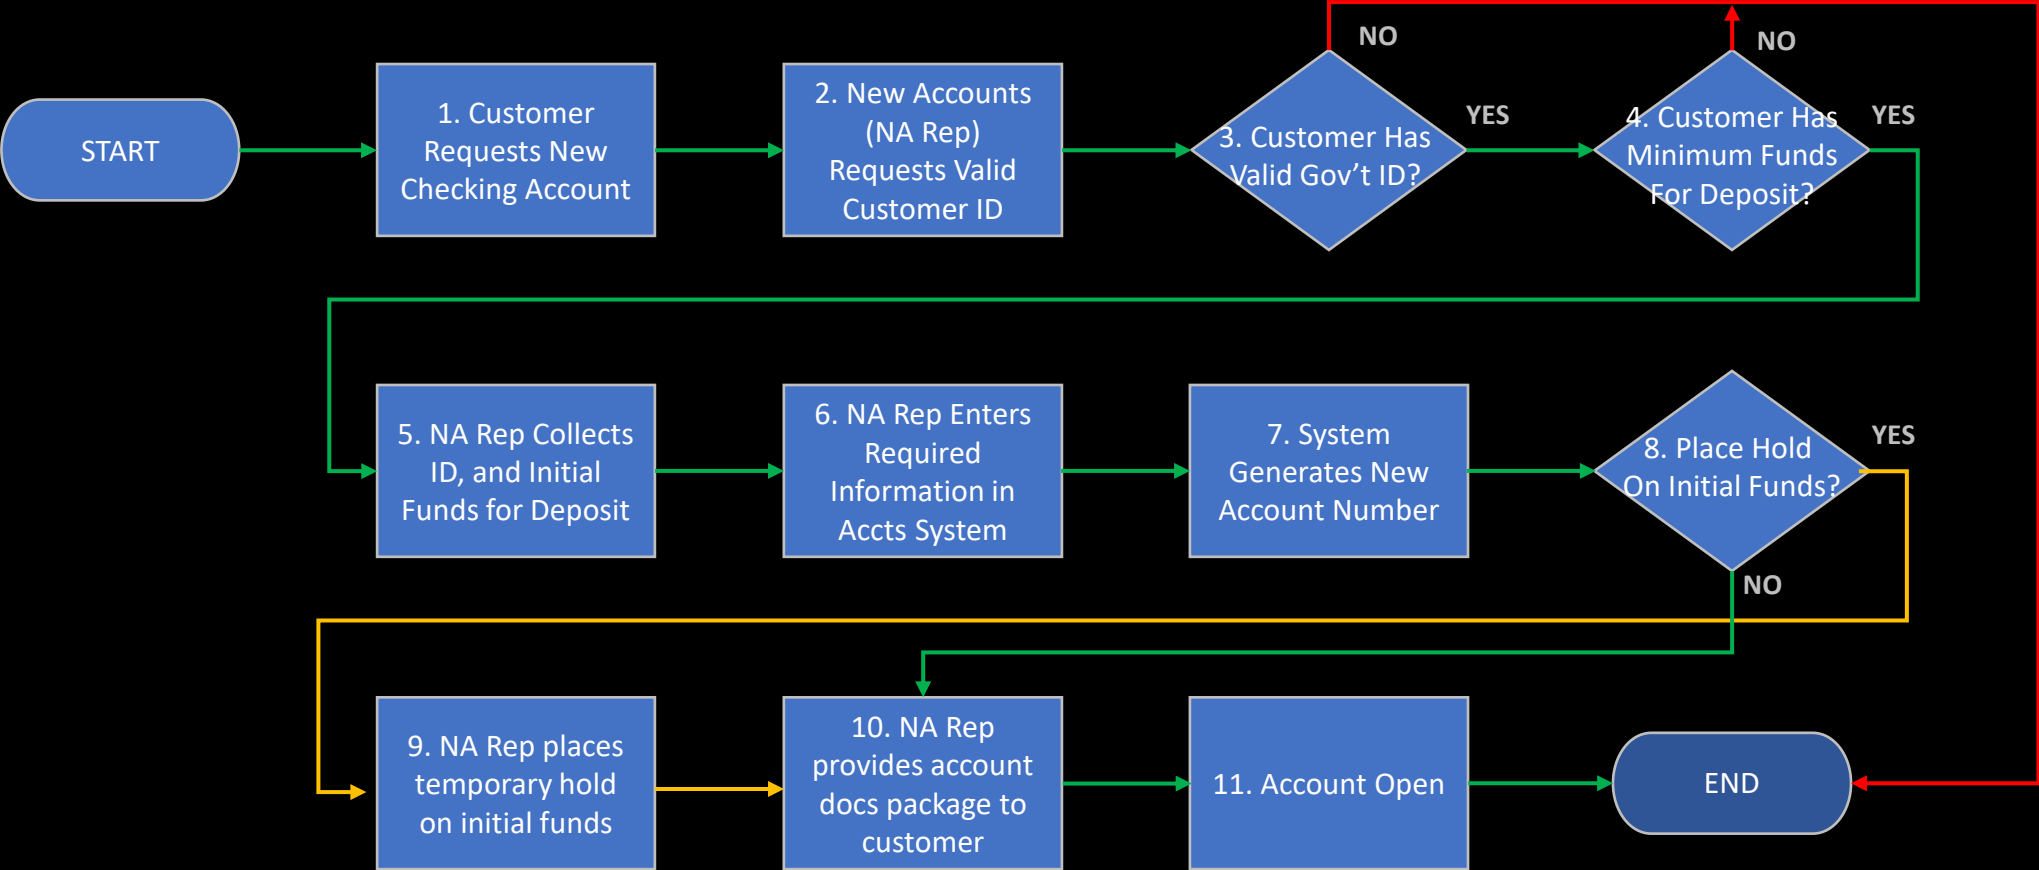 START
1. Customer
Requests New
Checking Account
2. New Accounts
(NA Rep)
Requests Valid
Customer ID
3. Customer Has
Valid Gov't ID?
NO
YES
4. Customer Has
Minimum Funds
For Deposit?
NO
YES
5. NA Rep Collects
ID, and Initial
Funds for Deposit
6. NA Rep Enters
Required
Information in
Accts System
7. System
Generates New
Account Number
8. Place Hold
On Initial Funds?
YES
NO
9. NA Rep places
temporary hold
on initial funds
10. NA Rep
provides account
docs package to
customer
11. Account Open
END